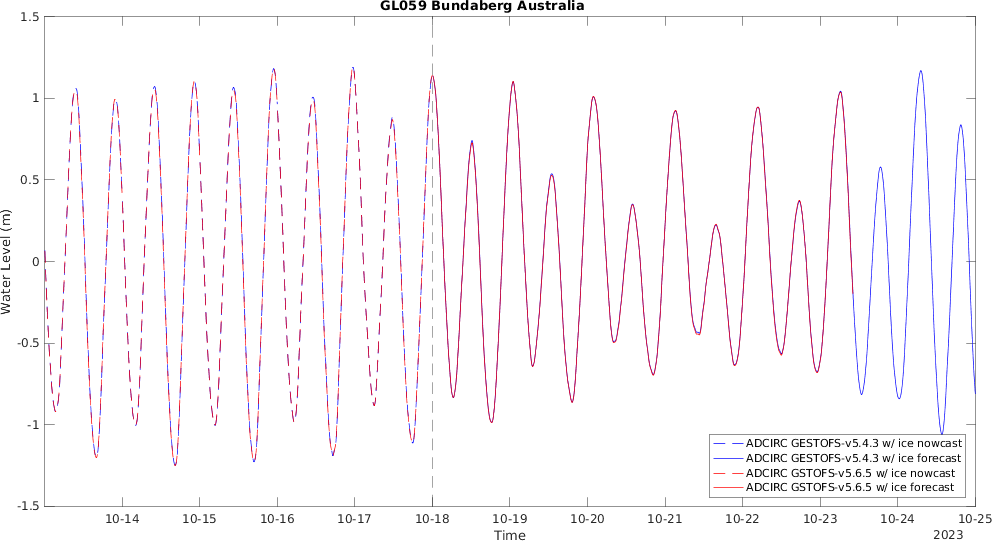 GL059 Bundaberg Australia
1.5
1
0.5
0
-0.5
-1
-1.5
Water Level (m)
10-14 10-15 10-16 10-17 10-18 10-19 10-20 10-21 10-22 10-23 10-24 10-25
Time
2023
ADCIRC GESTOFS-v5.4.3 w/ ice nowcast
ADCIRC GESTOFS-v5.4.3 w/ ice forecast
ADCIRC GSTOFS-v5.6.5 w/ ice nowcast
ADCIRC GSTOFS-v5.6.5 w/ ice forecast